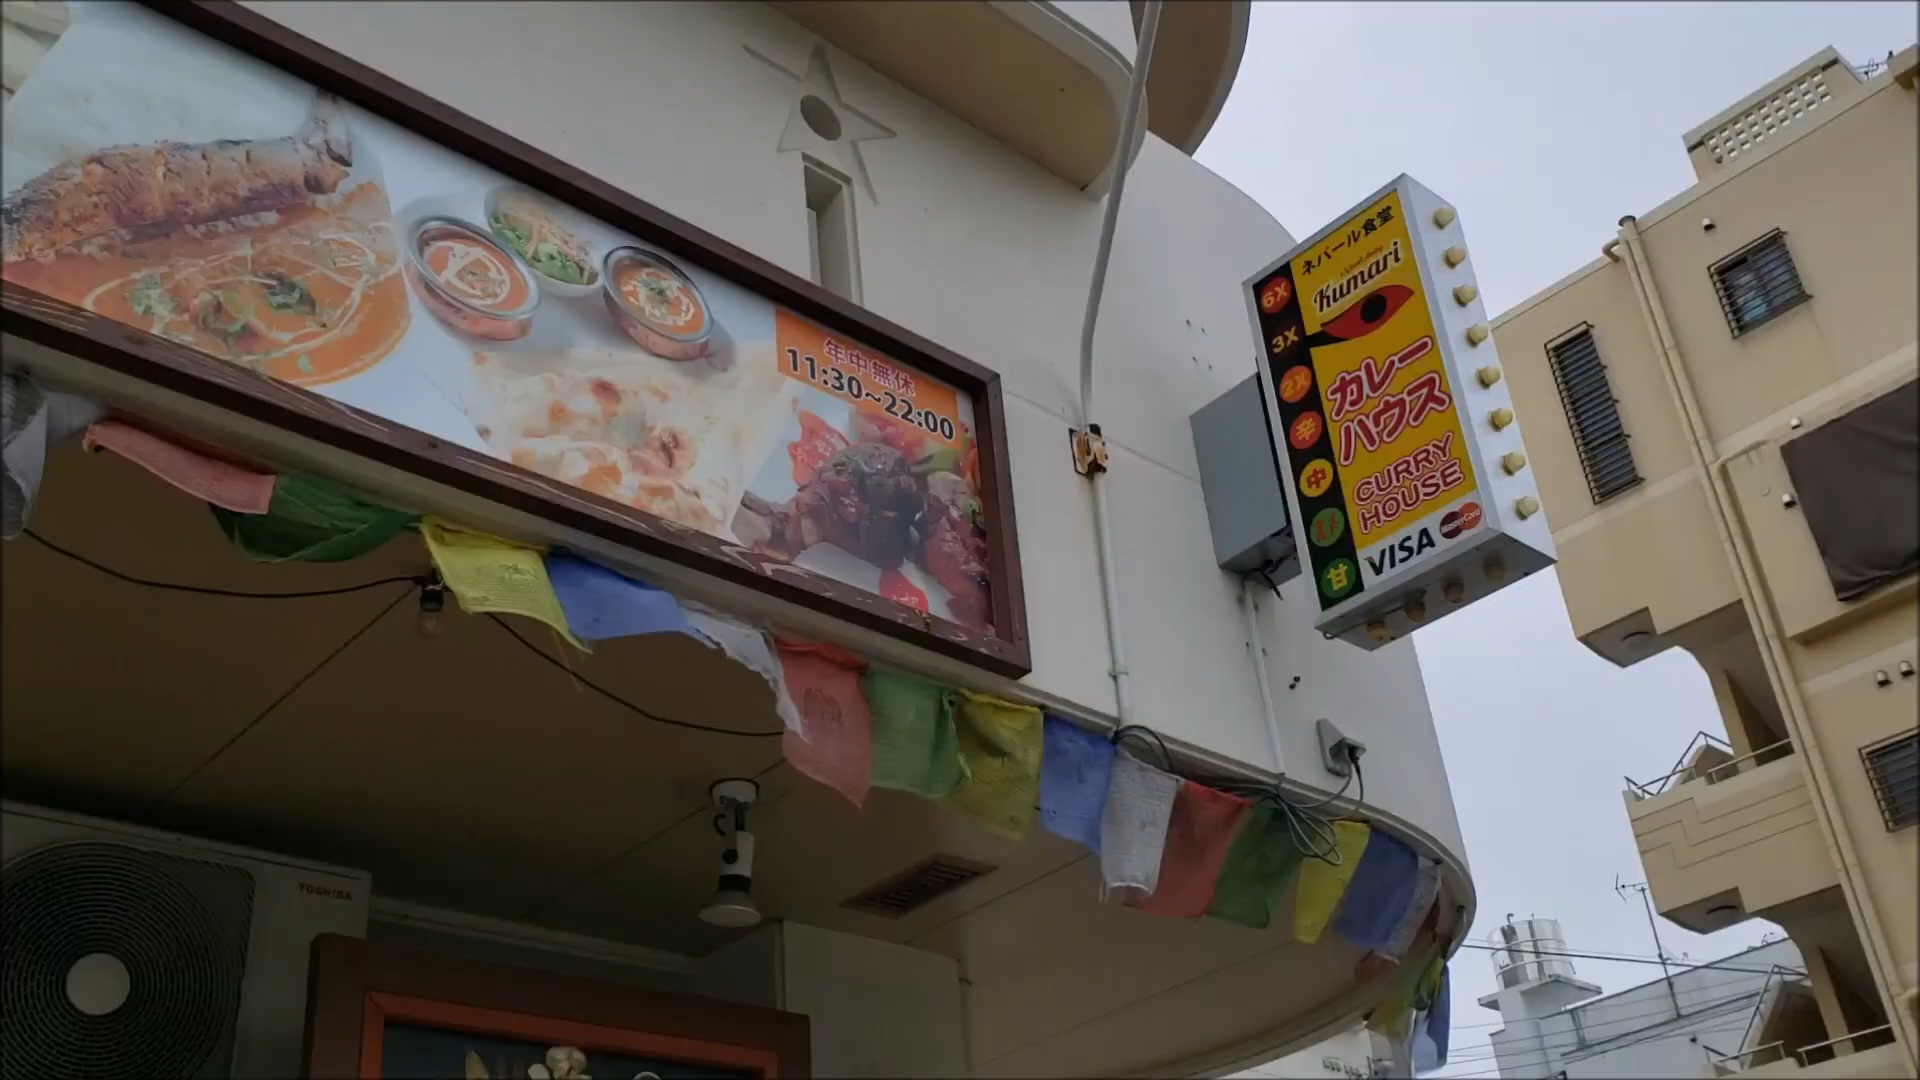 年中無休
11:30~22:00
ネパール食堂
Kumari
カレー
ハウス
CURRY
HOUSE
VISA
MasterCard
6X
3X
2X
辛
中
甘
TOSHIBA